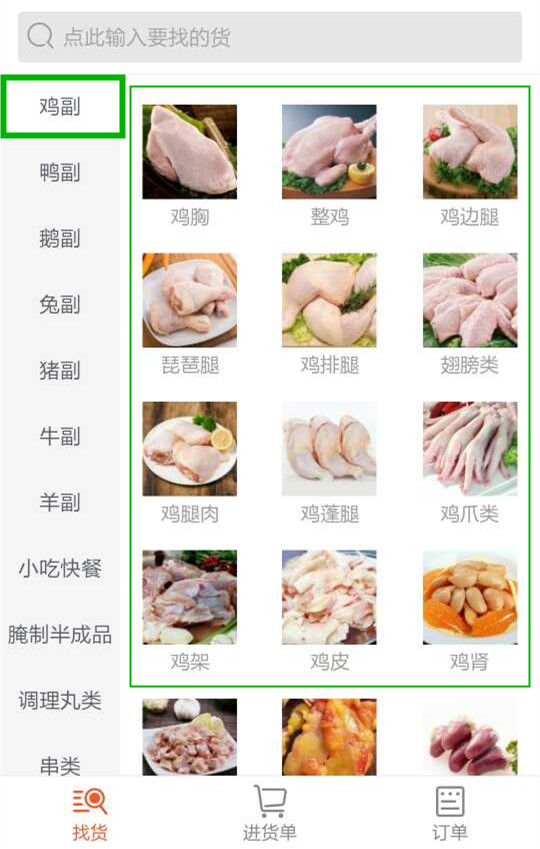 点此输入要找的货
鸡副
鸭副
鹅副
兔副
猪副
牛副
羊副
小吃快餐
腌制半成品
调理丸类
串类
鸡胸
整鸡
鸡边腿
琵琶腿
鸡排腿
翅膀类
鸡腿肉
鸡蓬腿
鸡爪类
鸡架
鸡皮
鸡肾
找货
进货单
订单